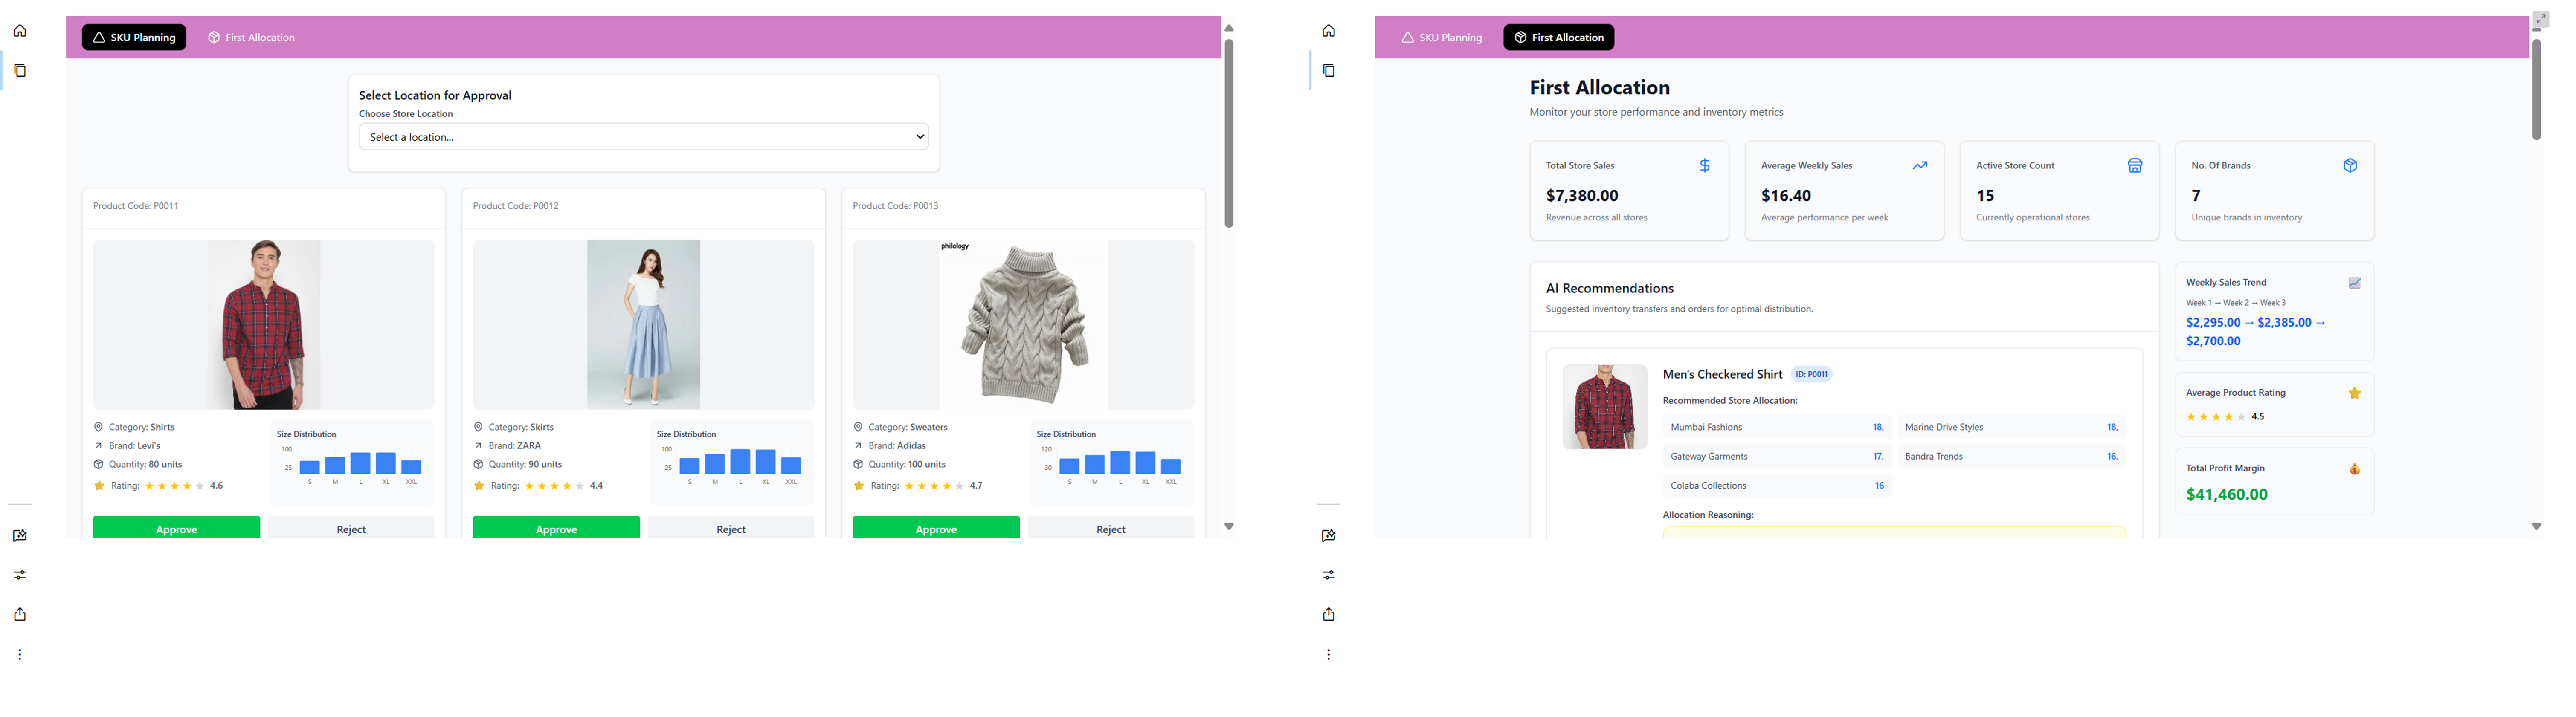 SKU Planning
First Allocation
Select Location for Approval
Choose Store Location
Select a location...
Product Code: P0011
Category: Shirts
Brand: Levi's
Quantity: 80 units
Rating: 4.6
Size Distribution
100
25
S M L XL XXL
Approve
Reject
Product Code: P0012
Category: Skirts
Brand: ZARA
Quantity: 90 units
Rating: 4.4
Size Distribution
100
25
S M L XL XXL
Approve
Reject
Product Code: P0013
philology
Category: Sweaters
Brand: Adidas
Quantity: 100 units
Rating: 4.7
Size Distribution
120
30
S M L XL XXL
Approve
Reject
SKU Planning
First Allocation
First Allocation
Monitor your store performance and inventory metrics
Total Store Sales
$7,380.00
Revenue across all stores
Average Weekly Sales
$16.40
Average performance per week
Active Store Count
15
Currently operational stores
No. Of Brands
7
Unique brands in inventory
AI Recommendations
Suggested inventory transfers and orders for optimal distribution.
Men's Checkered Shirt ID: P0011
Recommended Store Allocation:
Mumbai Fashions 18,
Marine Drive Styles 18,
Gateway Garments 17,
Bandra Trends 16,
Colaba Collections 16
Allocation Reasoning:
Weekly Sales Trend
Week 1 → Week 2 → Week 3
$2,295.00 → $2,385.00 →
$2,700.00
Average Product Rating
4.5
Total Profit Margin
$41,460.00